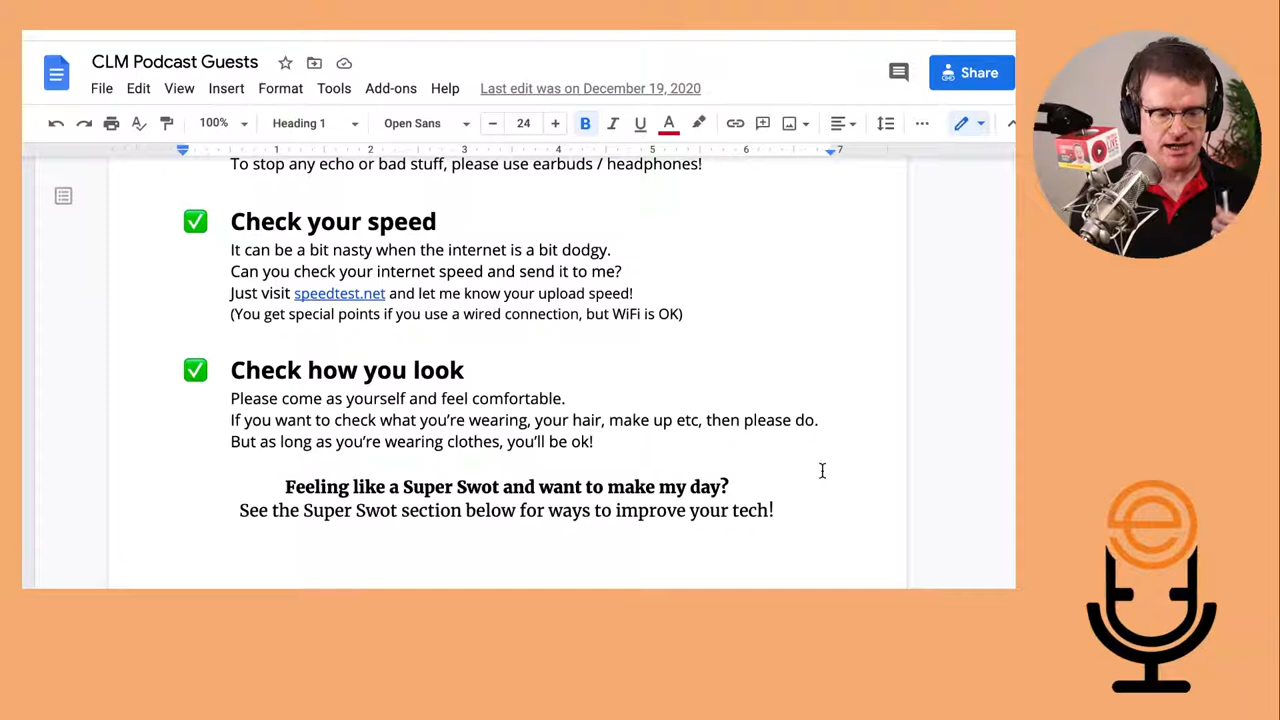 CLM Podcast Guests
File Edit View Insert Format Tools Add-ons Help Last edit was on December 19, 2020
Share
100% Heading 1 Open Sans 24 B I U A
1 2 3 4 5 6 7
To stop any echo or bad stuff, please use earbuds / headphones!
✅ Check your speed
It can be a bit nasty when the internet is a bit dodgy.
Can you check your internet speed and send it to me?
Just visit speedtest.net and let me know your upload speed!
(You get special points if you use a wired connection, but WiFi is OK)
✅ Check how you look
Please come as yourself and feel comfortable.
If you want to check what you’re wearing, your hair, make up etc, then please do.
But as long as you’re wearing clothes, you’ll be ok!
Feeling like a Super Swot and want to make my day?
See the Super Swot section below for ways to improve your tech!